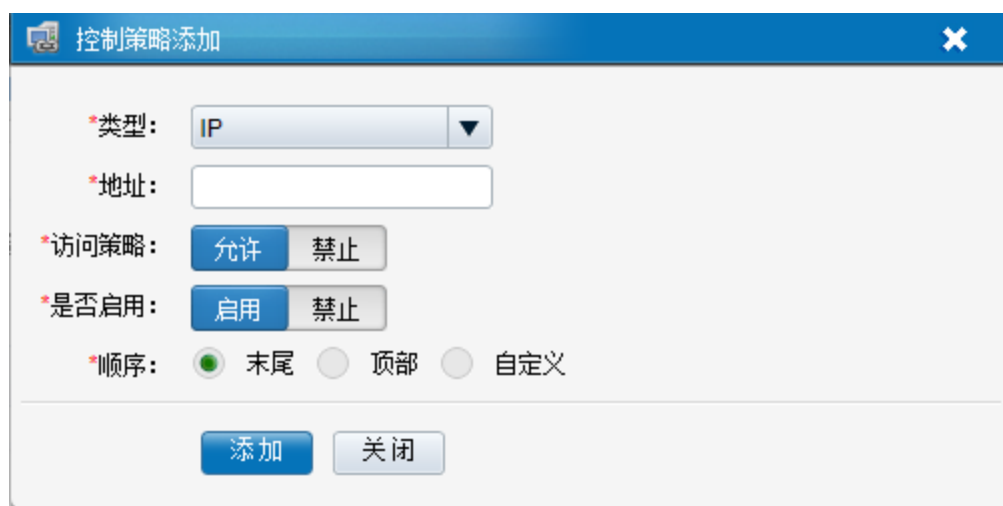 控制策略添加
*类型： IP
*地址：
*访问策略： 允许 禁止
*是否启用： 启用 禁止
*顺序： 末尾 顶部 自定义
添加 关闭